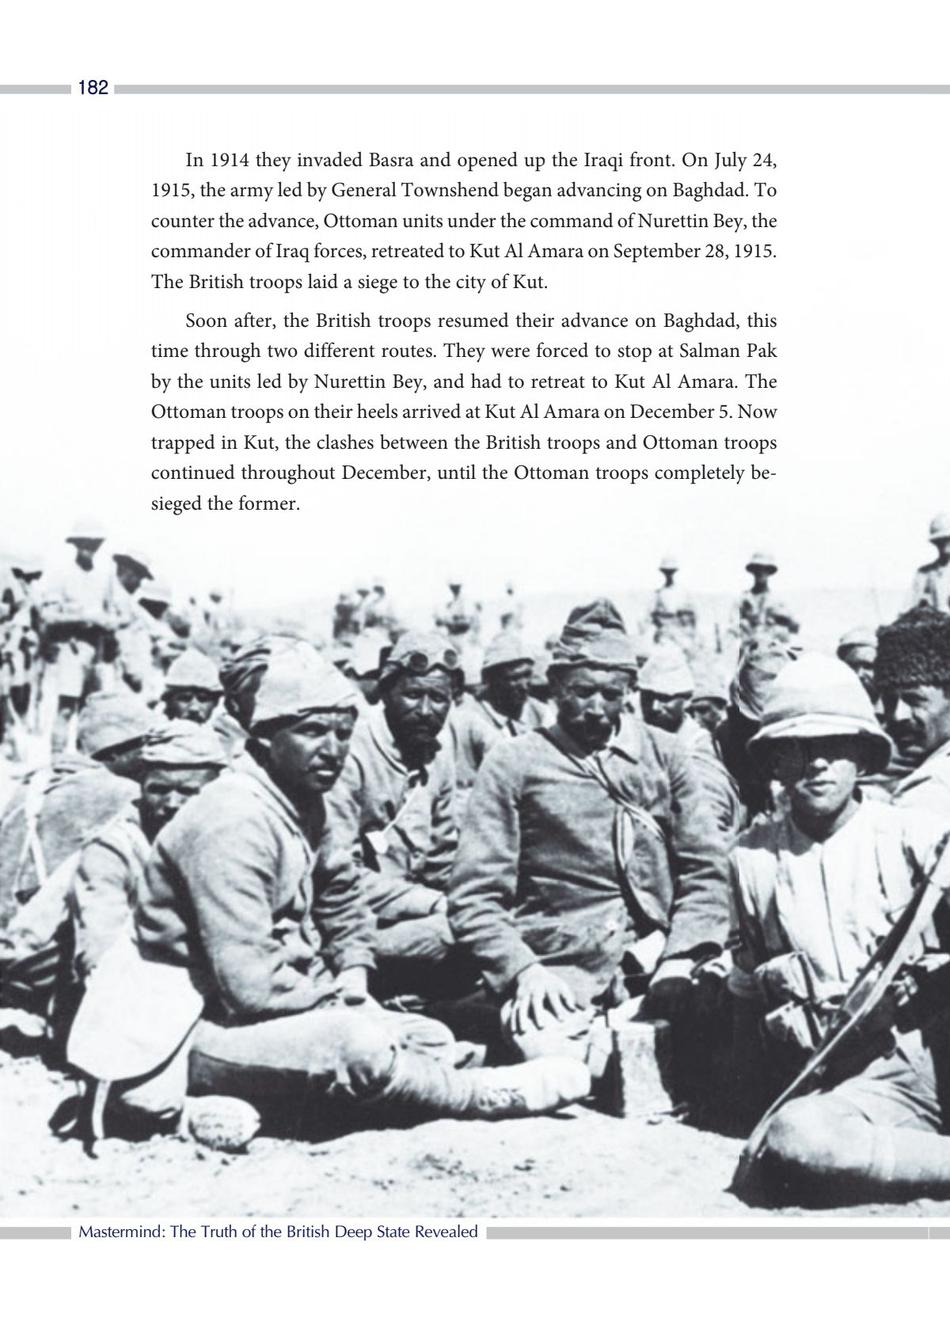 182
In 1914 they invaded Basra and opened up the Iraqi front. On July 24,
1915, the army led by General Townshend began advancing on Baghdad. To
counter the advance, Ottoman units under the command of Nurettin Bey, the
commander of Iraq forces, retreated to Kut Al Amara on September 28, 1915.
The British troops laid a siege to the city of Kut.
Soon after, the British troops resumed their advance on Baghdad, this
time through two different routes. They were forced to stop at Salman Pak
by the units led by Nurettin Bey, and had to retreat to Kut Al Amara. The
Ottoman troops on their heels arrived at Kut Al Amara on December 5. Now
trapped in Kut, the clashes between the British troops and Ottoman troops
continued throughout December, until the Ottoman troops completely be-
sieged the former.
Mastermind: The Truth of the British Deep State Revealed